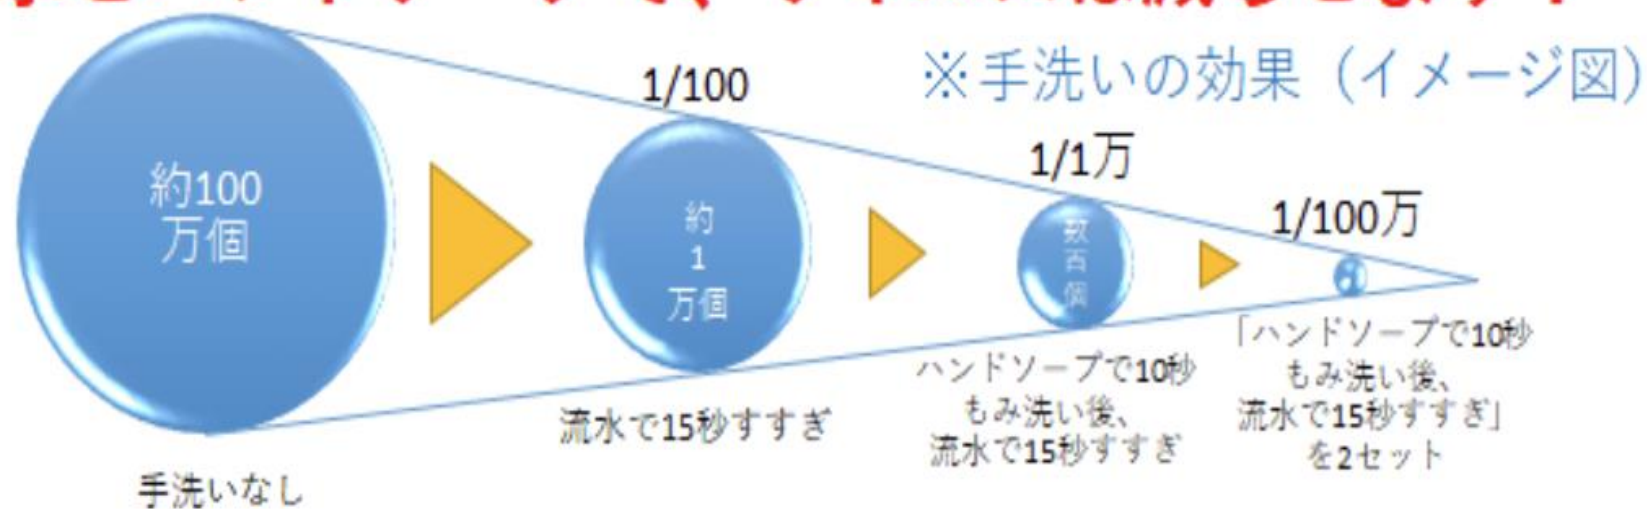 ※手洗いの効果（イメージ図）
約100
万個
手洗いなし
1/100
約
1
万個
流水で15秒すすぎ
1/1万
数
百
個
ハンドソープで10秒
もみ洗い後、
流水で15秒すすぎ
1/100万
「ハンドソープで10秒
もみ洗い後、
流水で15秒すすぎ」
を2セット